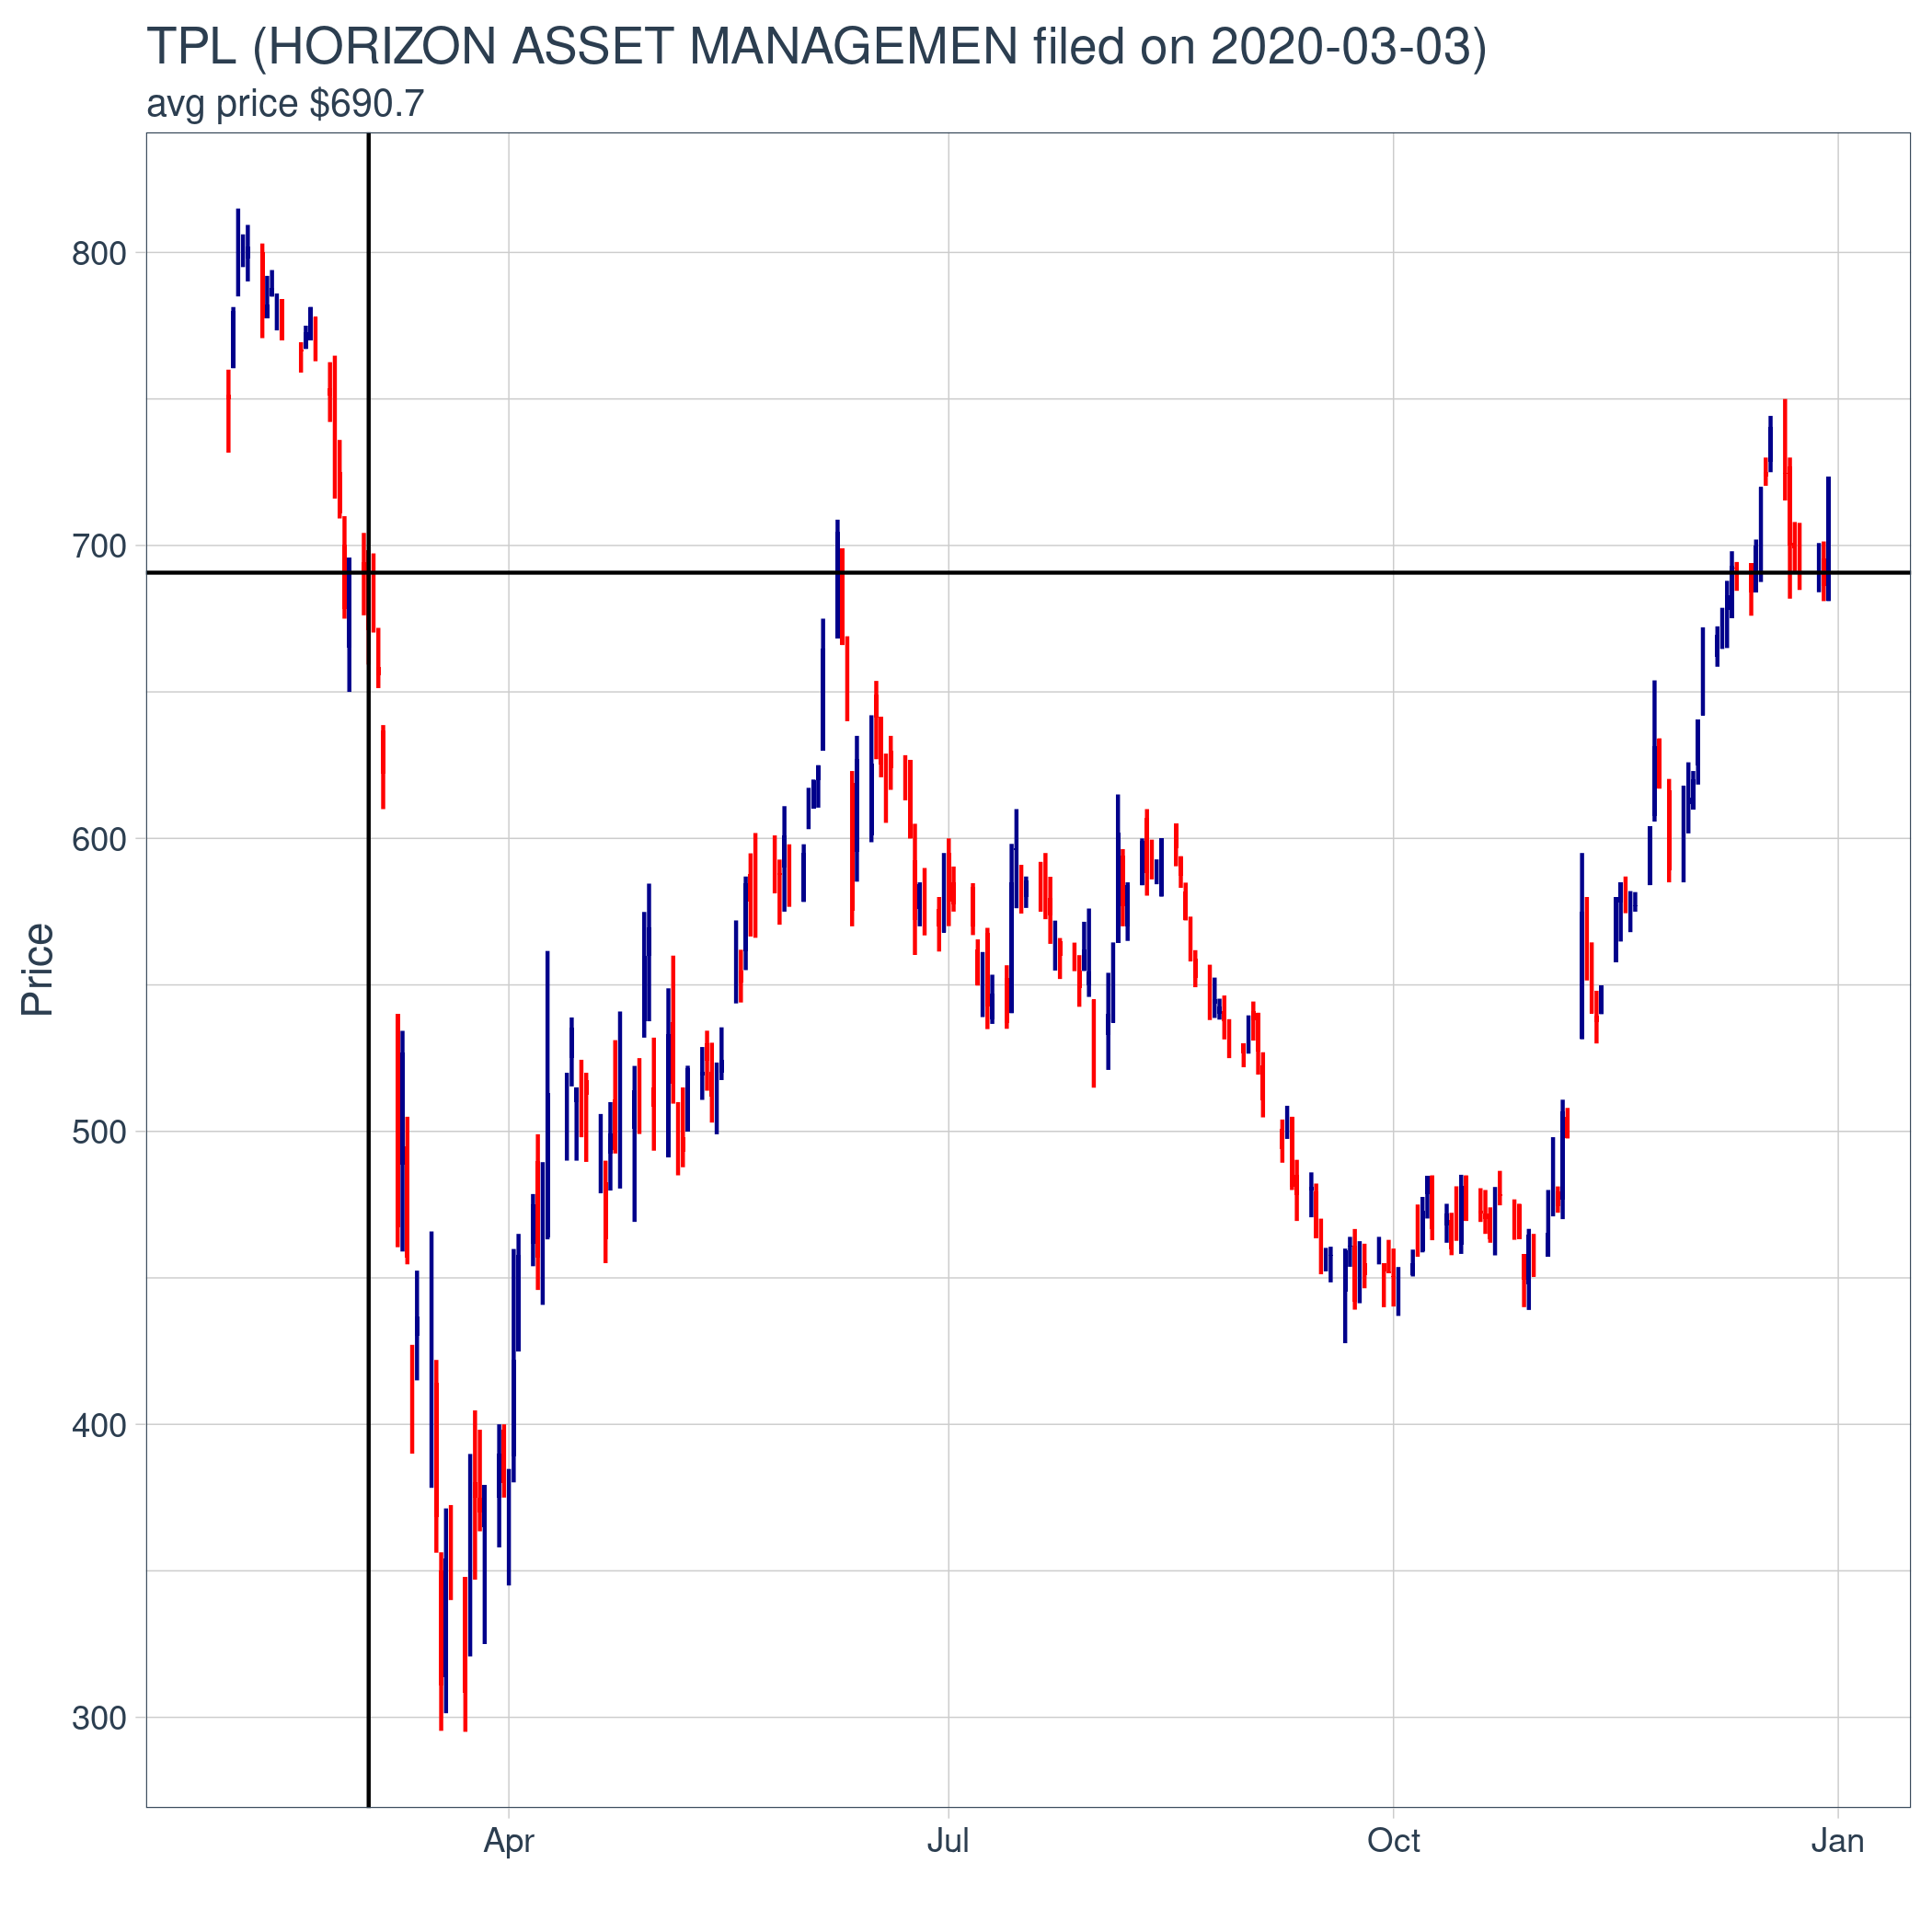 TPL (HORIZON ASSET MANAGEMEN filed on 2020-03-03)
avg price $690.7
800
700
600
500
400
300
Price
Apr Jul Oct Jan